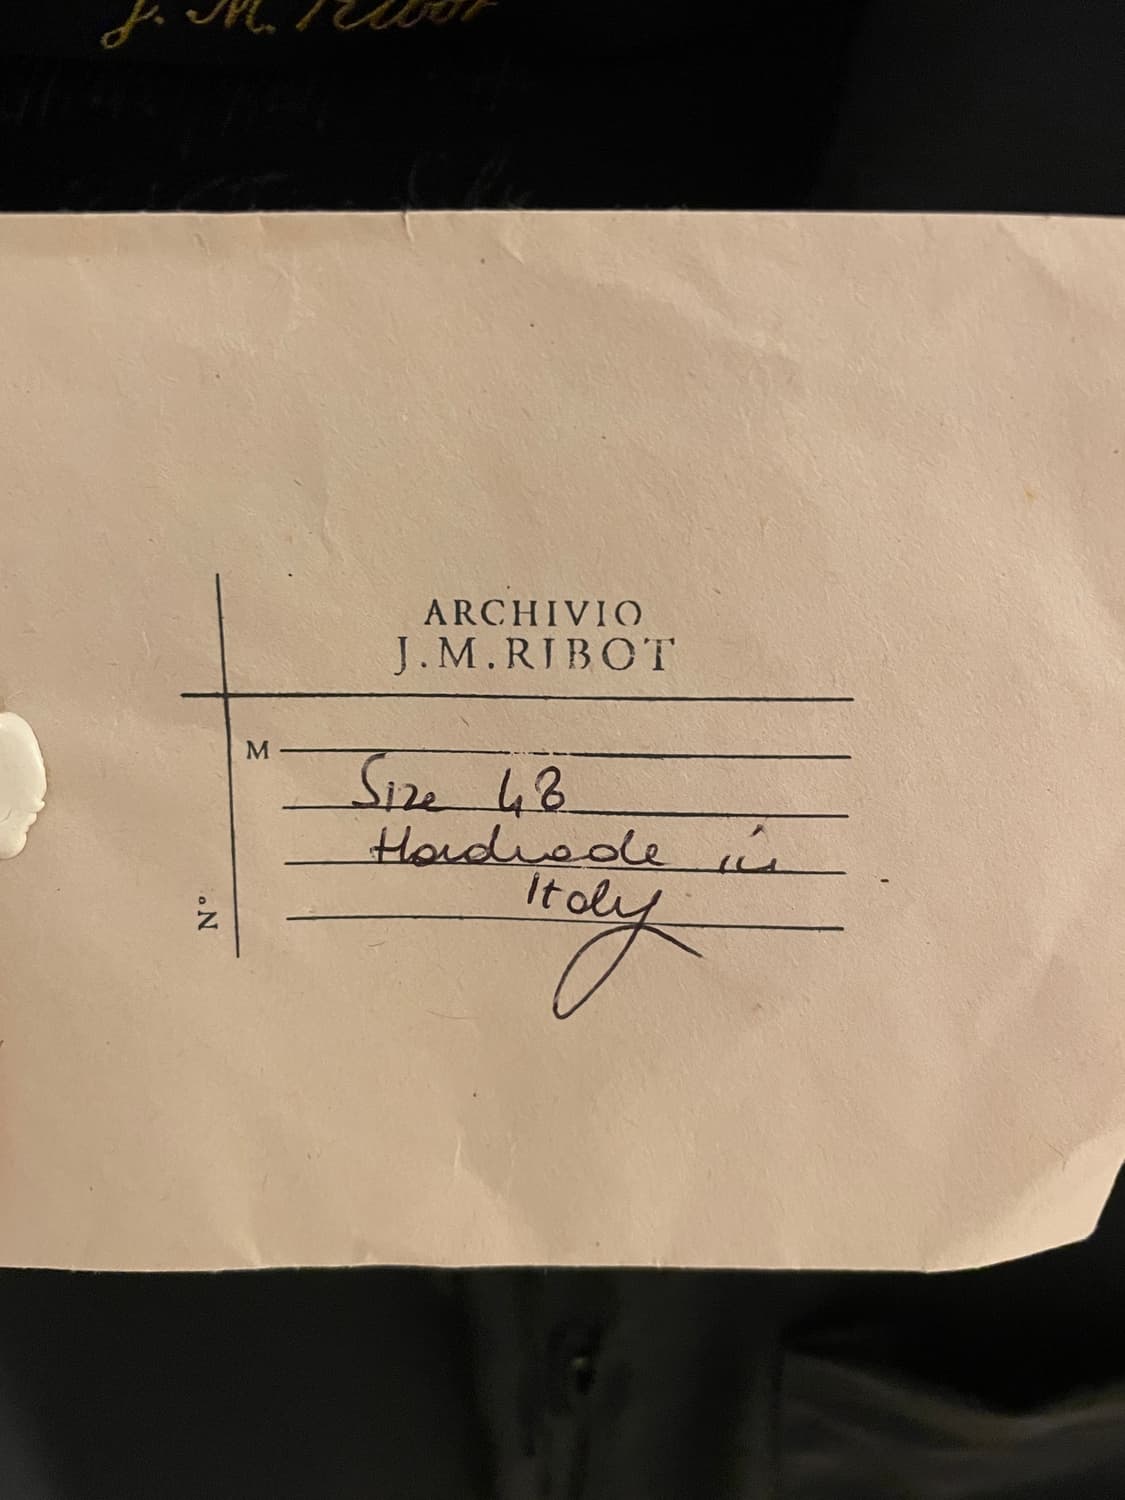 J. M. Ribot
ARCHIVIO
J.M.RIBOT
M
Size 48
Handmade in
Italy
N°